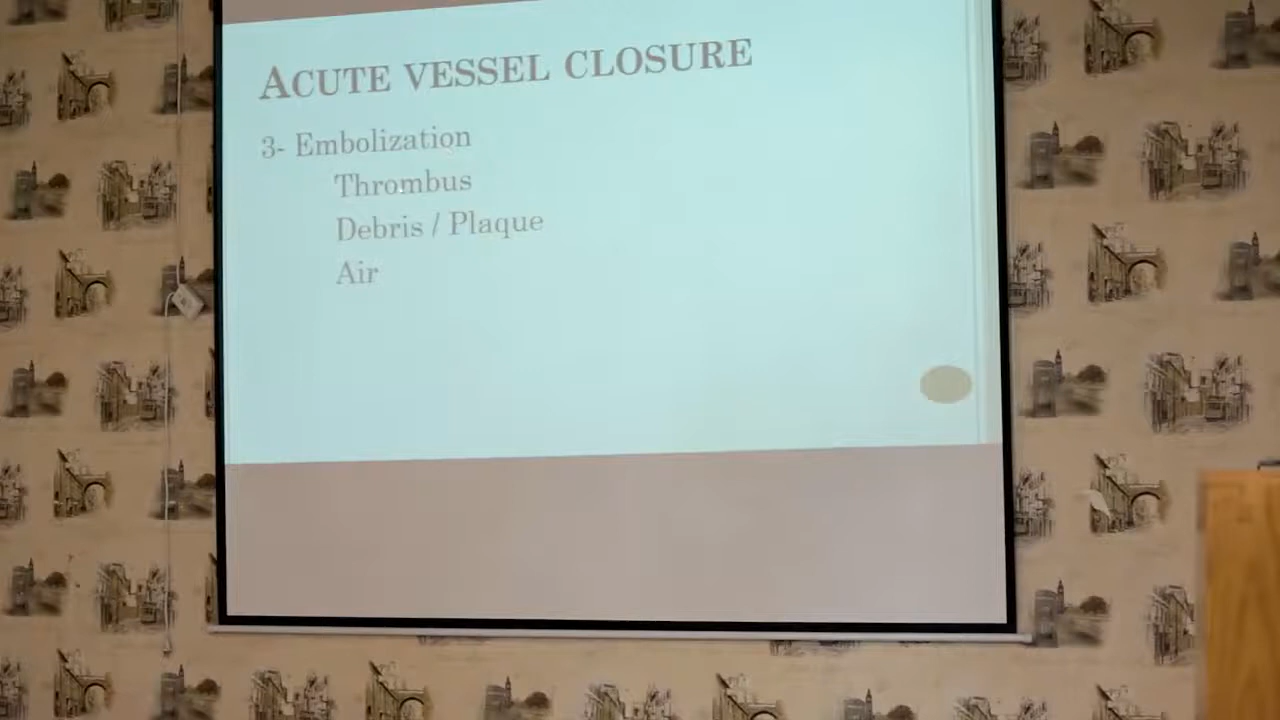 ACUTE VESSEL CLOSURE
3- Embolization
Thrombus
Debris / Plaque
Air